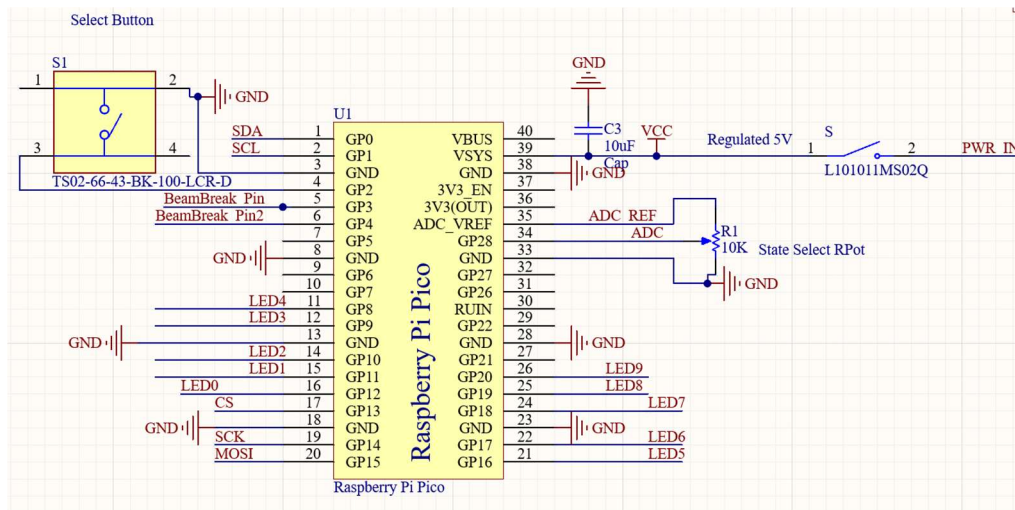 Select Button
S1
1
2
GND
3
4
TS02-66-43-BK-100-LCR-D
U1
Raspberry Pi Pico
SDA 1 GP0
SCL 2 GP1
3 GND
4 GP2
BeamBreak_Pin 5 GP3
BeamBreak_Pin2 6 GP4
7 GP5
GND 8 GND
9 GP6
10 GP7
LED4 11 GP8
LED3 12 GP9
GND 13 GND
LED2 14 GP10
LED1 15 GP11
LED0 16 GP12
CS 17 GP13
GND 18 GND
SCK 19 GP14
MOSI 20 GP15
VBUS 40
VSYS 39
GND 38 GND
3V3_EN 37
3V3(OUT) 36
ADC_VREF 35 ADC_REF
GP28 34 ADC
GND 33
GP27 32
GP26 31
RUIN 30
GP22 29
GND 28 GND
GP21 27
GP20 26 LED9
GP19 25 LED8
GP18 24 LED7
GND 23 GND
GP17 22 LED6
GP16 21 LED5
Raspberry Pi Pico
GND
C3
10uF
Cap
VCC
Regulated 5V
S
1
2
L101011MS02Q
PWR_IN
R1
10K
State Select RPot
GND